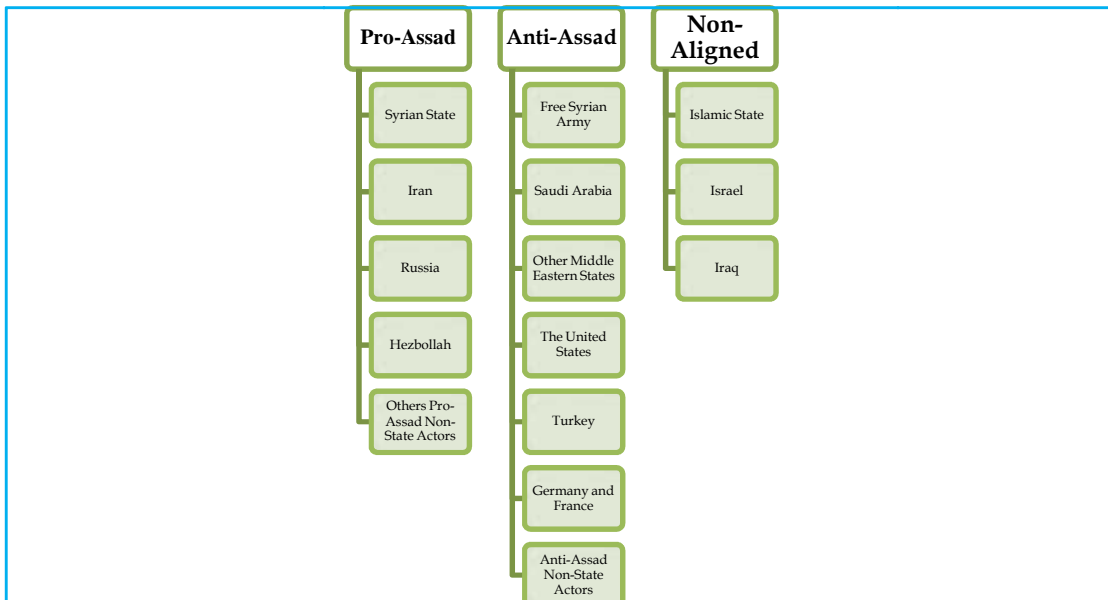 Pro-Assad
Syrian State
Iran
Russia
Hezbollah
Others Pro-
Assad Non-
State Actors
Anti-Assad
Free Syrian
Army
Saudi Arabia
Other Middle
Eastern States
The United
States
Turkey
Germany and
France
Anti-Assad
Non-State
Actors
Non-
Aligned
Islamic State
Israel
Iraq